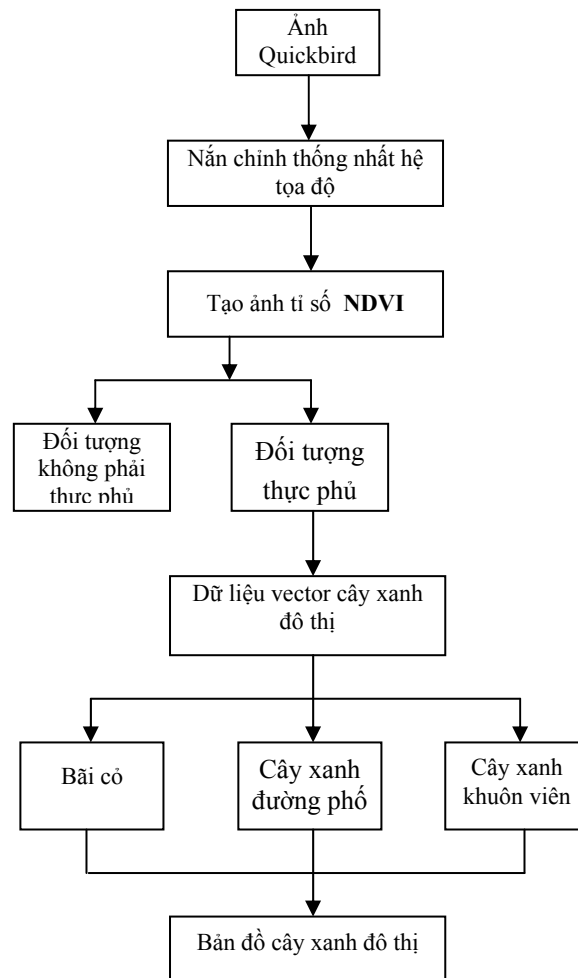 Ảnh
Quickbird
Nắn chỉnh thống nhất hệ
tọa độ
Tạo ảnh tỉ số NDVI
Đối tượng
không phải
thực phủ
Đối tượng
thực phủ
Dữ liệu vector cây xanh
đô thị
Bãi cỏ
Cây xanh
đường phố
Cây xanh
khuôn viên
Bản đồ cây xanh đô thị